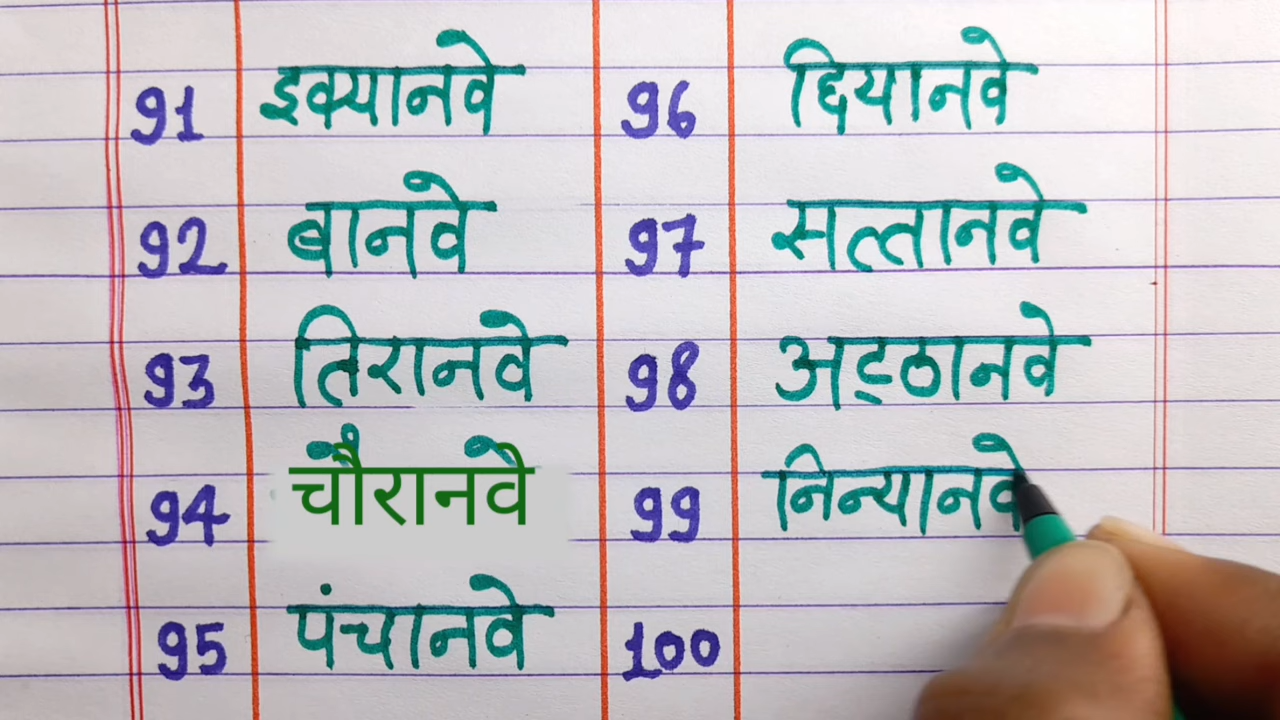 91 इक्यानवे 96 छियानवे
92 बानवे 97 सत्तानवे
93 तिरानवे 98 अट्ठानवे
94 चौरानवे 99 निन्यानवे
95 पंचानवे 100